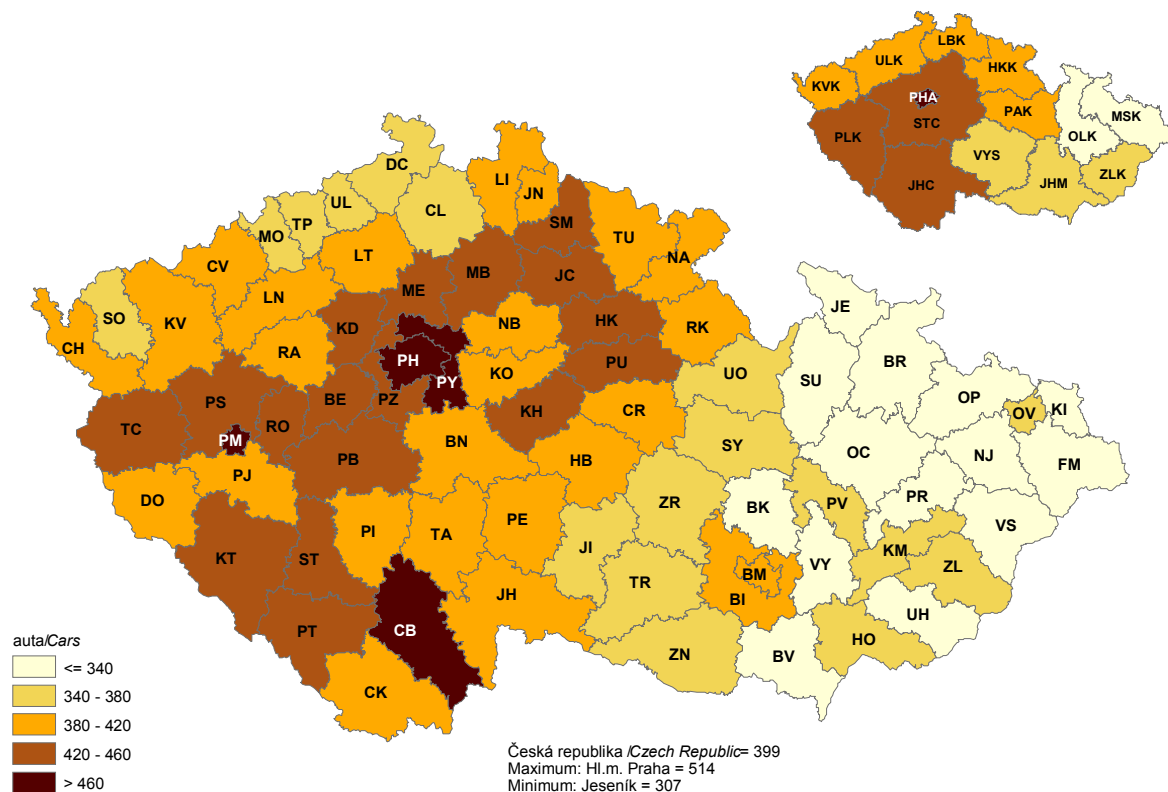 LBK
ULK
HKK
KVK
PHA
PAK
MSK
STC
PLK
OLK
VYS
ZLK
JHC
JHM
DC
LI
JN
UL
CL
TP
SM
MO
TU
LT
NA
CV
MB
JC
ME
LN
SO
KV
KD
NB
HK
RK
JE
CH
RA
PH
KO
PU
UO
BR
PY
SU
BE
PZ
PS
KH
CR
OP
OV
KI
TC
RO
PM
BN
SY
OC
NJ
FM
PB
HB
PJ
DO
ZR
PR
PV
BK
VS
PI
TA
PE
JI
KM
KT
ST
VY
ZL
BM
TR
BI
JH
UH
PT
CB
HO
ZN
BV
CK
auta/Cars
<= 340
340 - 380
380 - 420
420 - 460
> 460
Česká republika /Czech Republic= 399
Maximum: Hl.m. Praha = 514
Minimum: Jeseník = 307